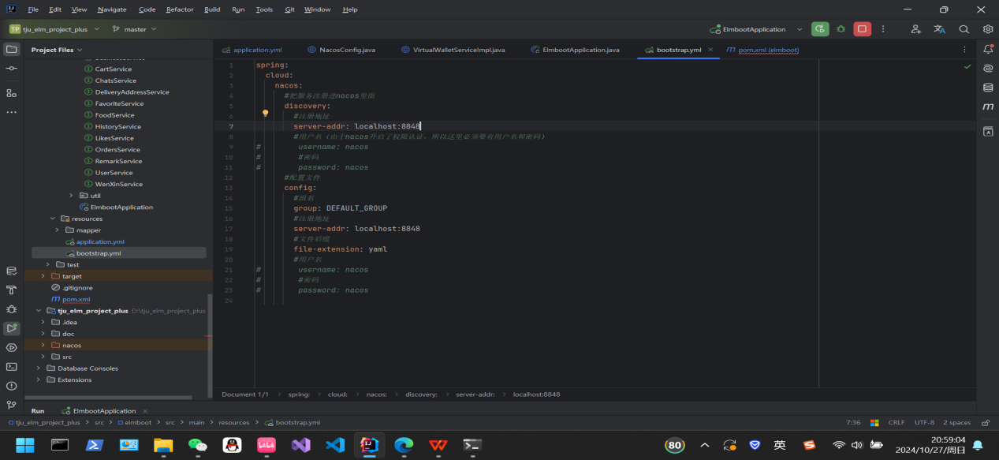 File Edit View Navigate Code Refactor Build Run Tools Git Window Help
TP tju_elm_project_plus master ElmbootApplication
Project Files
application.yml NacosConfig.java VirtualWalletServiceImpl.java ElmbootApplication.java bootstrap.yml pom.xml (elmboot)
CartService
ChatsService
DeliveryAddressService
FavoriteService
FoodService
HistoryService
LikesService
OrdersService
RemarkService
UserService
WenXinService
util
ElmbootApplication
resources
mapper
application.yml
bootstrap.yml
test
target
.gitignore
pom.xml
tju_elm_project_plus D:\tju_elm_project_plus
.idea
doc
nacos
src
Database Consoles
Extensions
1 spring:
2 cloud:
3 nacos:
4 #把服务注册进nacos里面
5 discovery:
6 #注册地址
7 server-addr: localhost:8848
8 #用户名（由于nacos开启了权限认证，所以这里必须要有用户名和密码）
9 # username: nacos
10 # #密码
11 # password: nacos
12 #配置文件
13 config:
14 #组名
15 group: DEFAULT_GROUP
16 #注册地址
17 server-addr: localhost:8848
18 #文件后缀
19 file-extension: yaml
20 #用户名
21 # username: nacos
22 # #密码
23 # password: nacos
24
Document 1/1 spring: cloud: nacos: discovery: server-addr: localhost:8848
Run ElmbootApplication
tju_elm_project_plus src elmboot src main resources bootstrap.yml 7:36 CRLF UTF-8 2 spaces
80 英 20:59:04
2024/10/27/周日